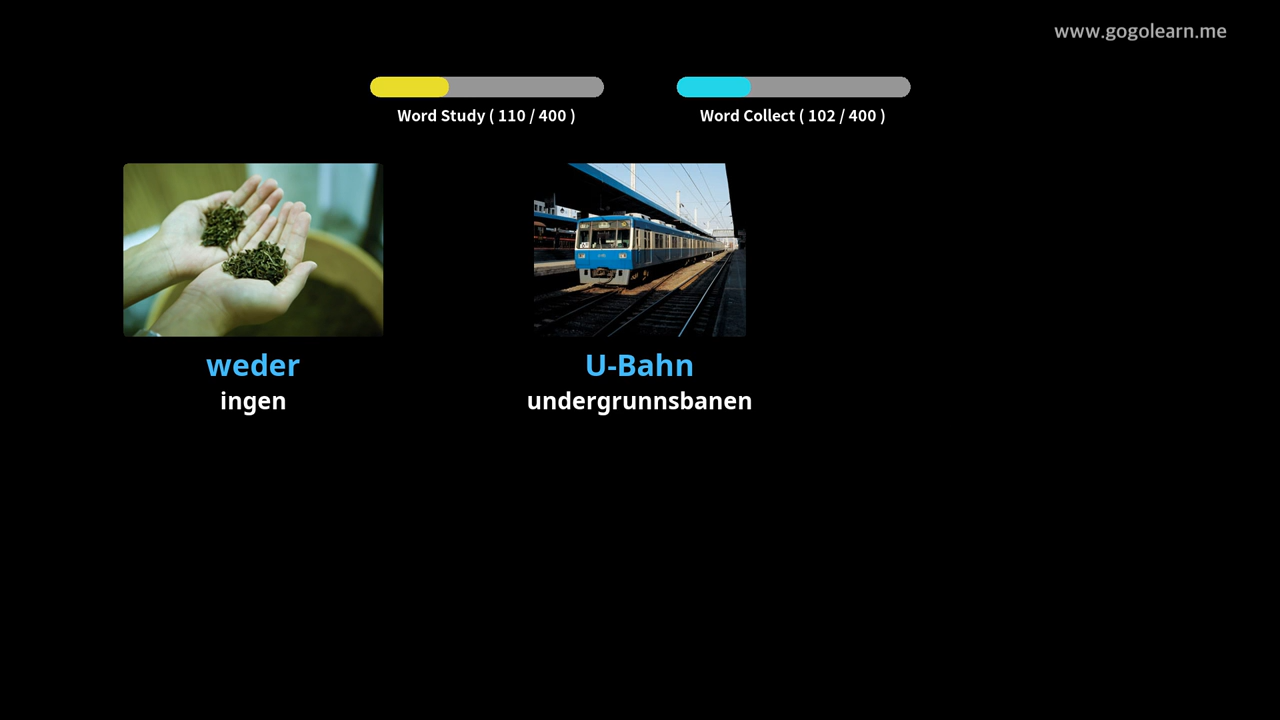 www.gogolearn.me
Word Study ( 110 / 400 )
Word Collect ( 102 / 400 )
weder
ingen
U-Bahn
undergrunnsbanen